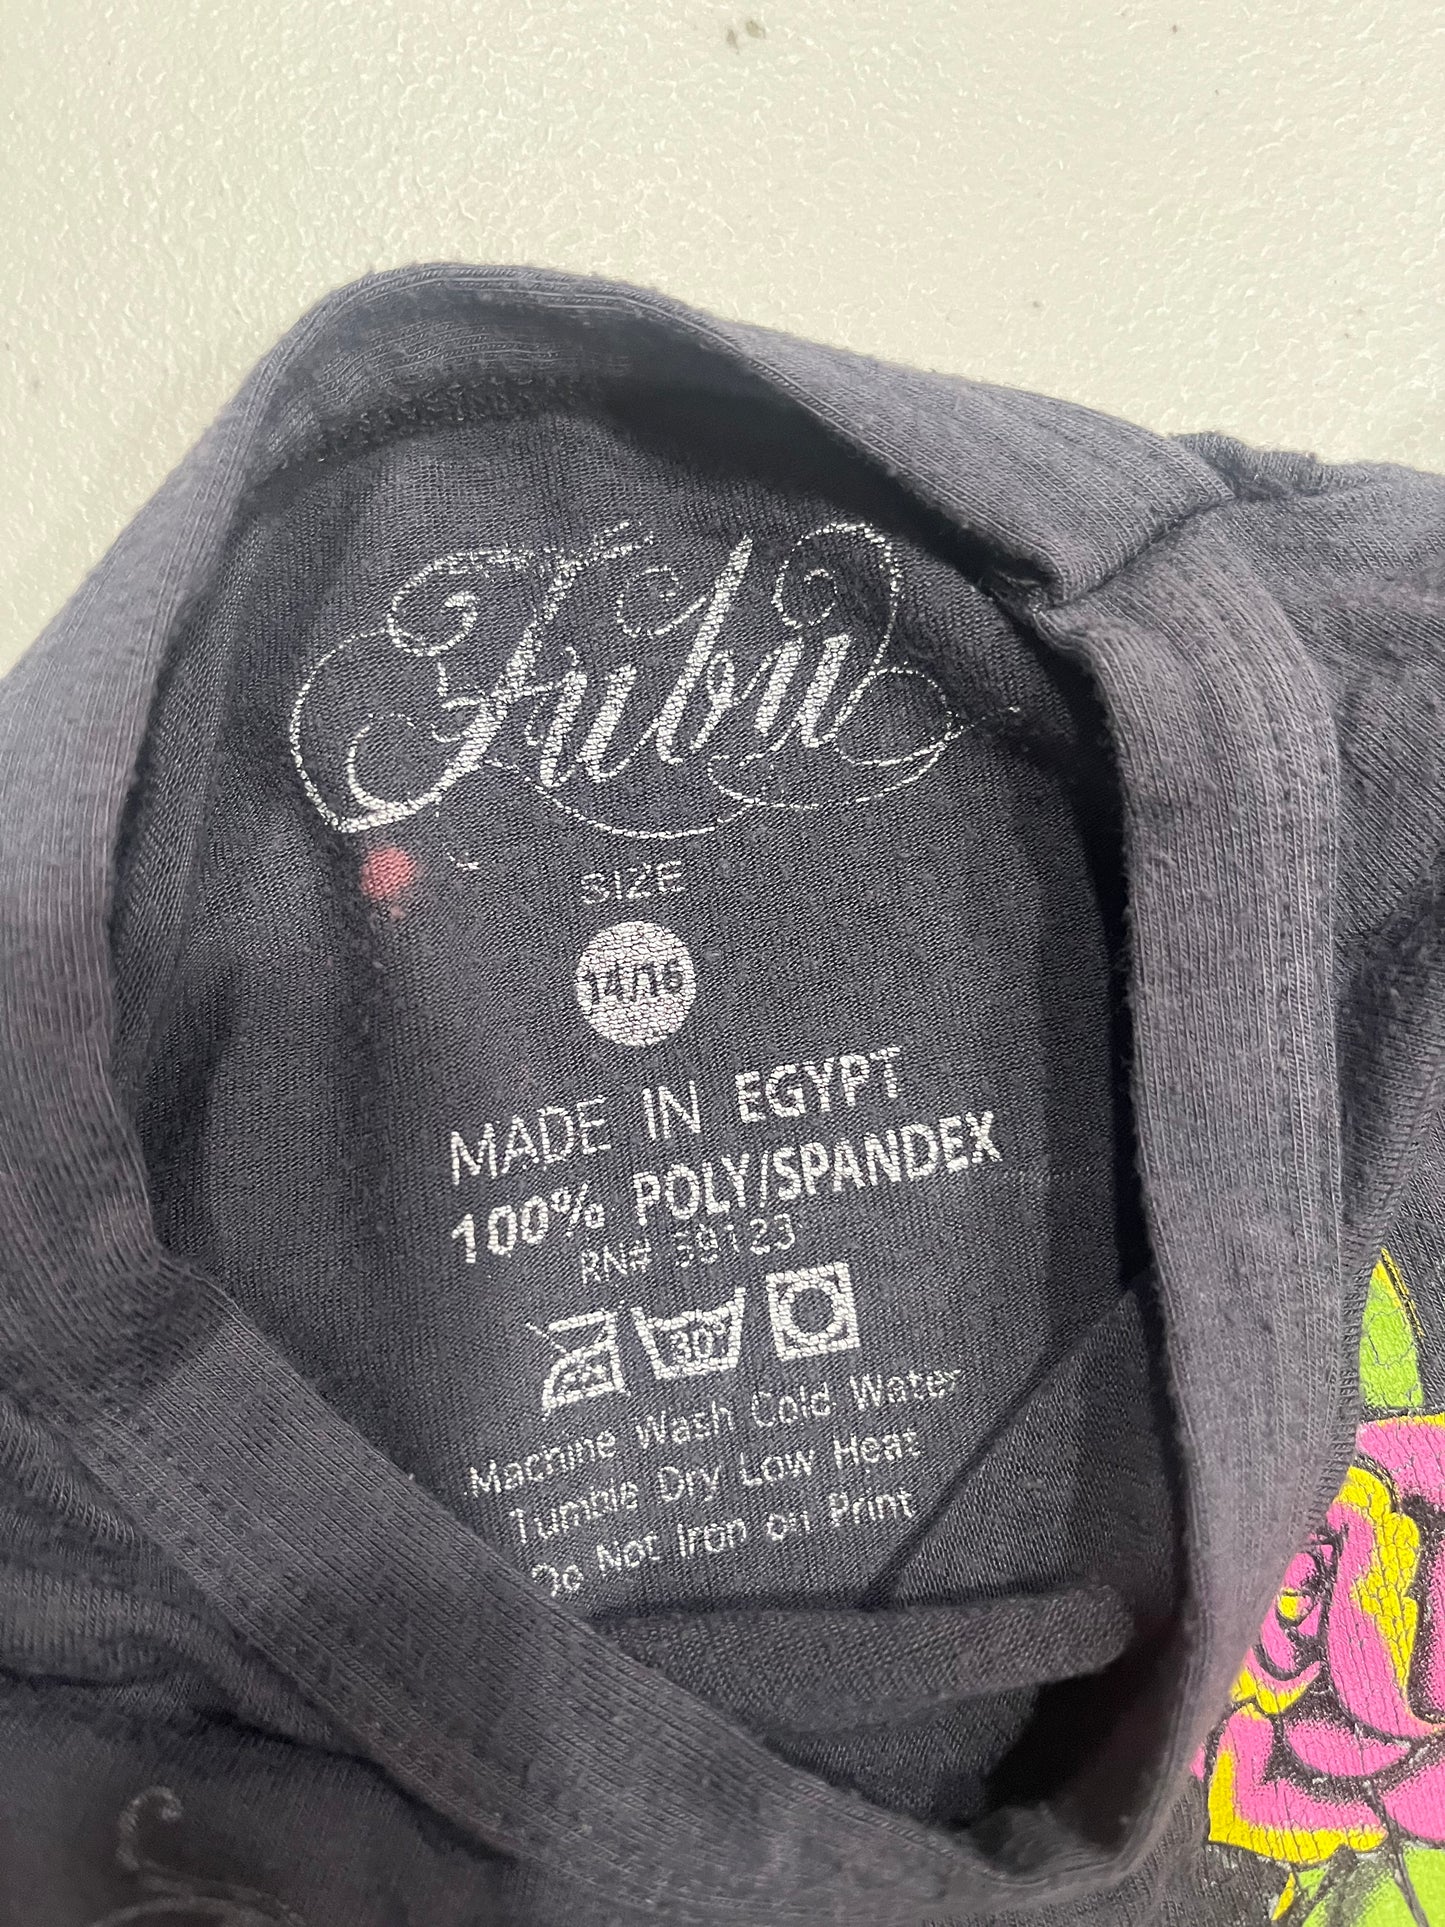 Fubu
SIZE
14/16
MADE IN EGYPT
100% POLY/SPANDEX
RN# 39123
30°
Machine Wash Cold Water
Tumble Dry Low Heat
Do Not Iron on Print